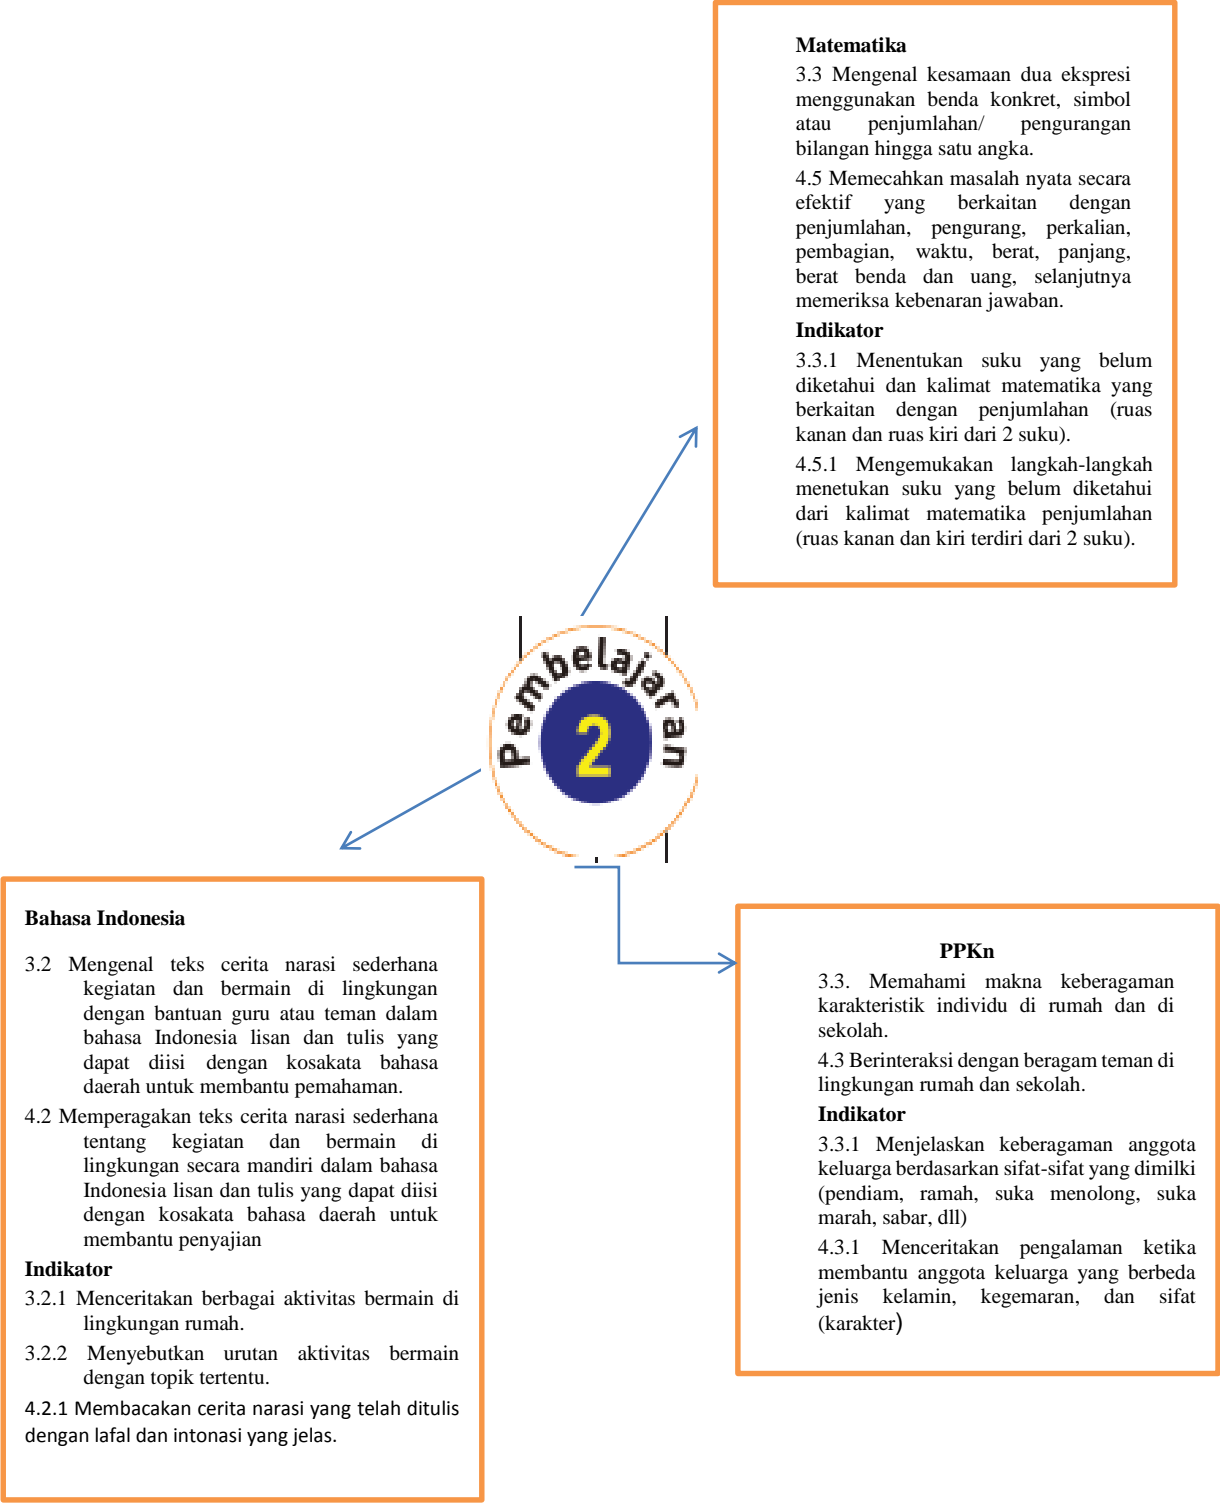 Matematika
3.3 Mengenal kesamaan dua ekspresi
menggunakan benda konkret, simbol
atau penjumlahan/ pengurangan
bilangan hingga satu angka.
4.5 Memecahkan masalah nyata secara
efektif yang berkaitan dengan
penjumlahan, pengurang, perkalian,
pembagian, waktu, berat, panjang,
berat benda dan uang, selanjutnya
memeriksa kebenaran jawaban.
Indikator
3.3.1 Menentukan suku yang belum
diketahui dan kalimat matematika yang
berkaitan dengan penjumlahan (ruas
kanan dan ruas kiri dari 2 suku).
4.5.1 Mengemukakan langkah-langkah
menetukan suku yang belum diketahui
dari kalimat matematika penjumlahan
(ruas kanan dan kiri terdiri dari 2 suku).
Pembelajaran
2
Bahasa Indonesia
3.2 Mengenal teks cerita narasi sederhana
kegiatan dan bermain di lingkungan
dengan bantuan guru atau teman dalam
bahasa Indonesia lisan dan tulis yang
dapat diisi dengan kosakata bahasa
daerah untuk membantu pemahaman.
4.2 Memperagakan teks cerita narasi sederhana
tentang kegiatan dan bermain di
lingkungan secara mandiri dalam bahasa
Indonesia lisan dan tulis yang dapat diisi
dengan kosakata bahasa daerah untuk
membantu penyajian
Indikator
3.2.1 Menceritakan berbagai aktivitas bermain di
lingkungan rumah.
3.2.2 Menyebutkan urutan aktivitas bermain
dengan topik tertentu.
4.2.1 Membacakan cerita narasi yang telah ditulis
dengan lafal dan intonasi yang jelas.
PPKn
3.3. Memahami makna keberagaman
karakteristik individu di rumah dan di
sekolah.
4.3 Berinteraksi dengan beragam teman di
lingkungan rumah dan sekolah.
Indikator
3.3.1 Menjelaskan keberagaman anggota
keluarga berdasarkan sifat-sifat yang dimilki
(pendiam, ramah, suka menolong, suka
marah, sabar, dll)
4.3.1 Menceritakan pengalaman ketika
membantu anggota keluarga yang berbeda
jenis kelamin, kegemaran, dan sifat
(karakter)